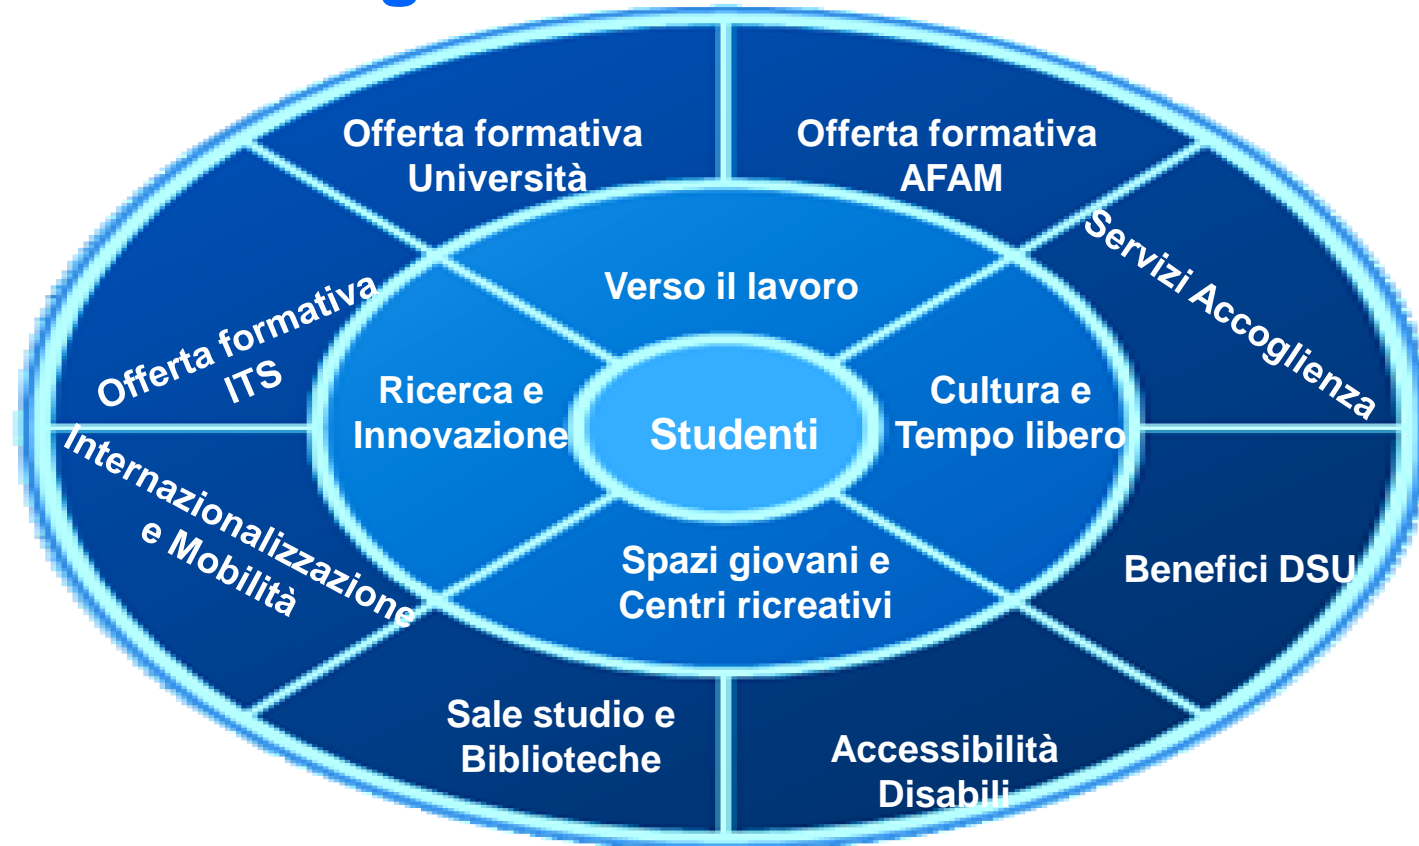 Offerta formativa
Università
Offerta formativa
AFAM
Servizi Accoglienza
Verso il lavoro
Offerta formativa
ITS
Ricerca e
Innovazione
Studenti
Cultura e
Tempo libero
Internazionalizzazione
e Mobilità
Spazi giovani e
Centri ricreativi
Benefici DSU
Sale studio e
Biblioteche
Accessibilità
Disabili